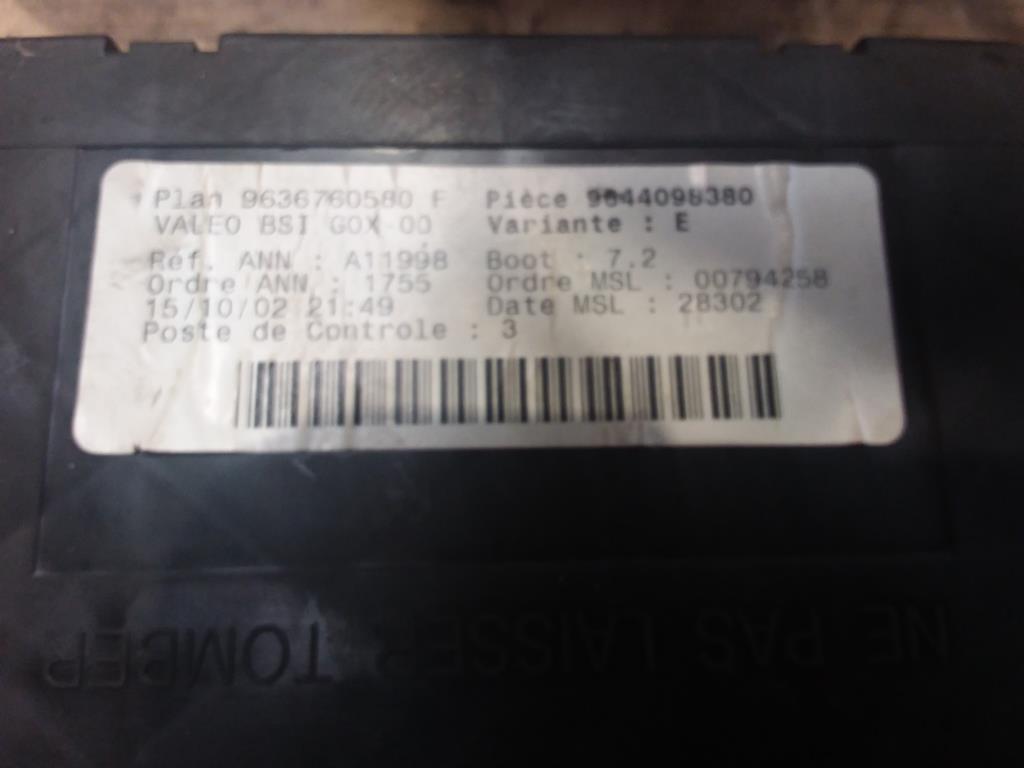 Plan 9636760580 F Pièce 9644098380
VALEO BSI G0X-00 Variante : E
Réf. ANN : A11998 Boot : 7.2
Ordre ANN : 1755 Ordre MSL : 00794258
15/10/02 21:49 Date MSL : 28302
Poste de Controle : 3
NE PAS LAISSER TOMBER